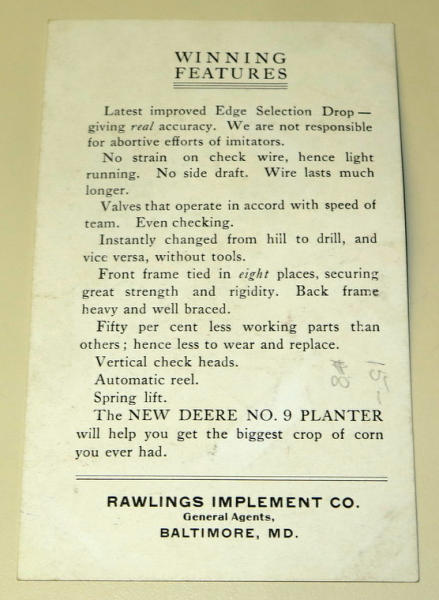 WINNING
FEATURES
Latest improved Edge Selection Drop—
giving real accuracy. We are not responsible
for abortive efforts of imitators.
No strain on check wire, hence light
running. No side draft. Wire lasts much
longer.
Valves that operate in accord with speed of
team. Even checking.
Instantly changed from hill to drill, and
vice versa, without tools.
Front frame tied in eight places, securing
great strength and rigidity. Back frame
heavy and well braced.
Fifty per cent less working parts than
others; hence less to wear and replace.
Vertical check heads.
Automatic reel.
Spring lift.
The NEW DEERE NO. 9 PLANTER
will help you get the biggest crop of corn
you ever had.
RAWLINGS IMPLEMENT CO.
General Agents,
BALTIMORE, MD.